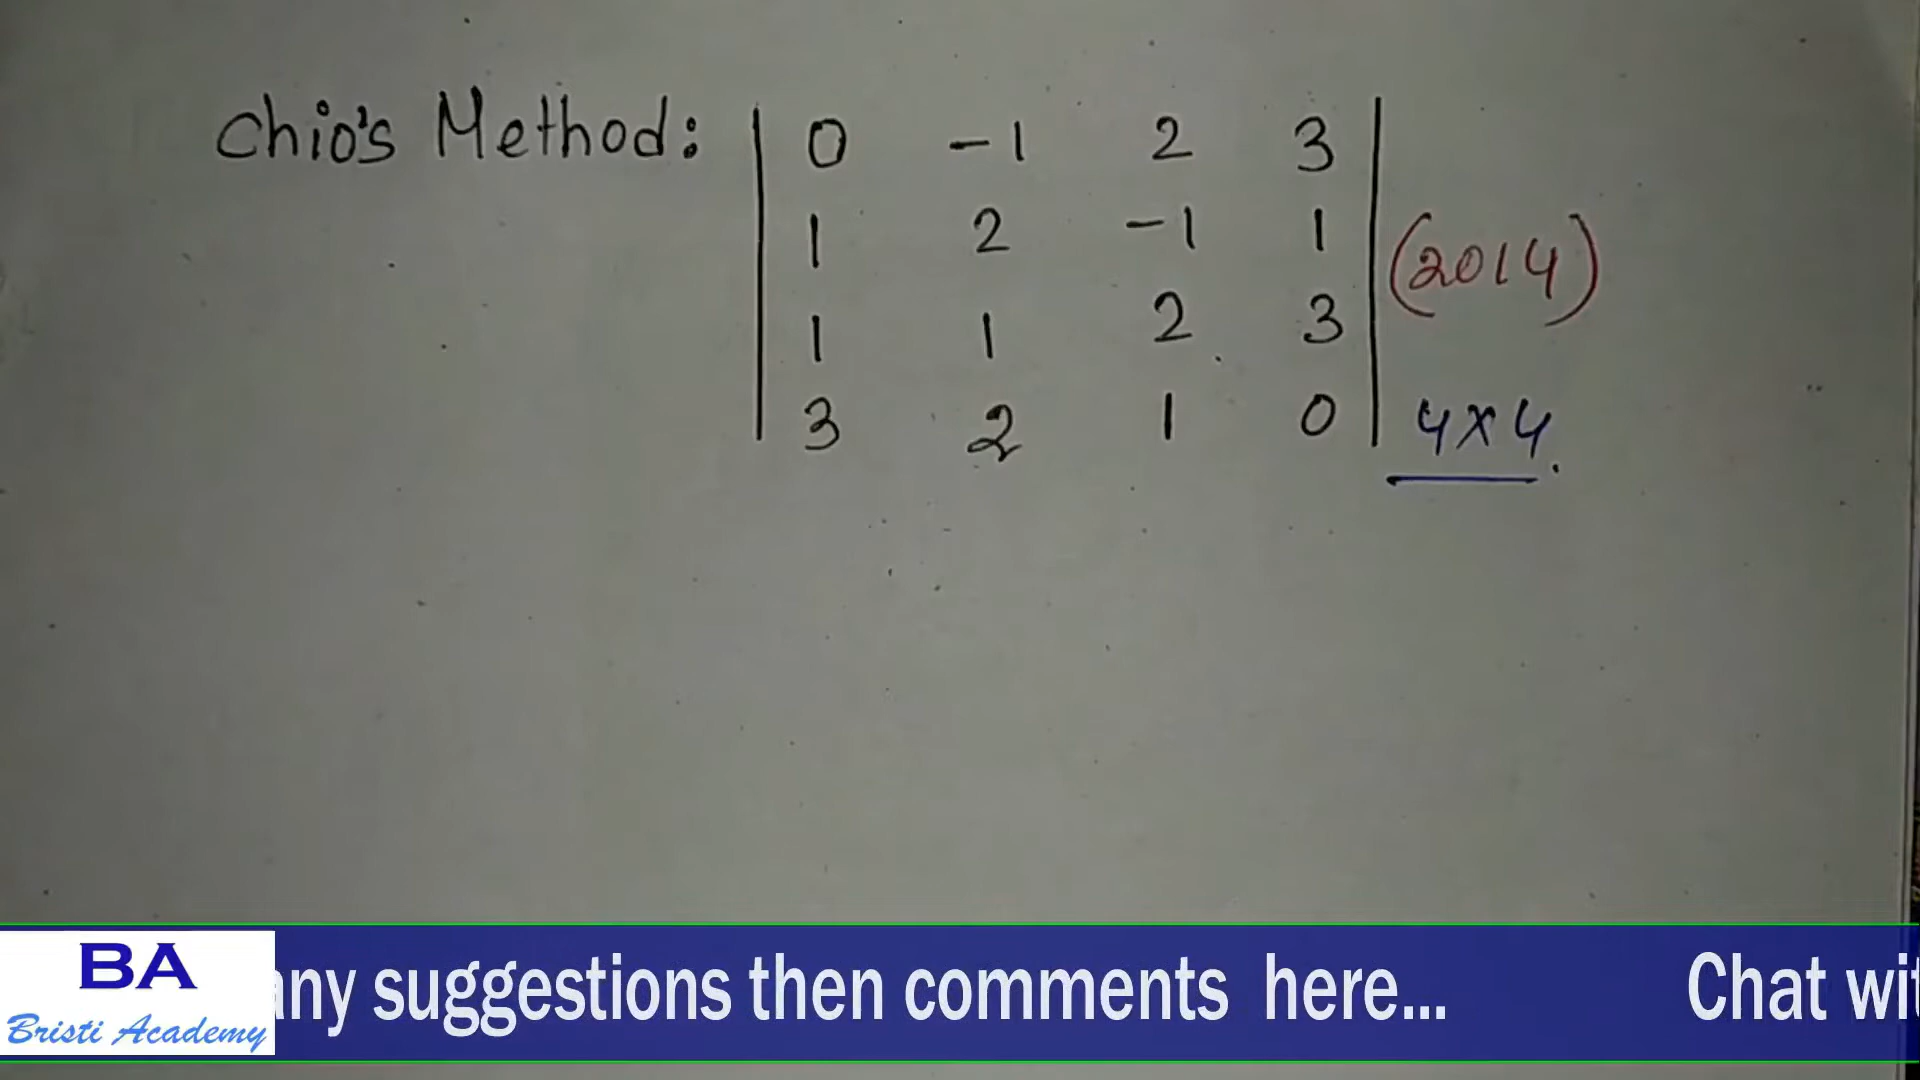 Chio's Method: | 0 -1 2 3 |
| 1 2 -1 1 | (2014)
| 1 1 2 3 |
| 3 2 1 0 | 4x4.
BA
Bristi Academy
any suggestions then comments here... Chat wit